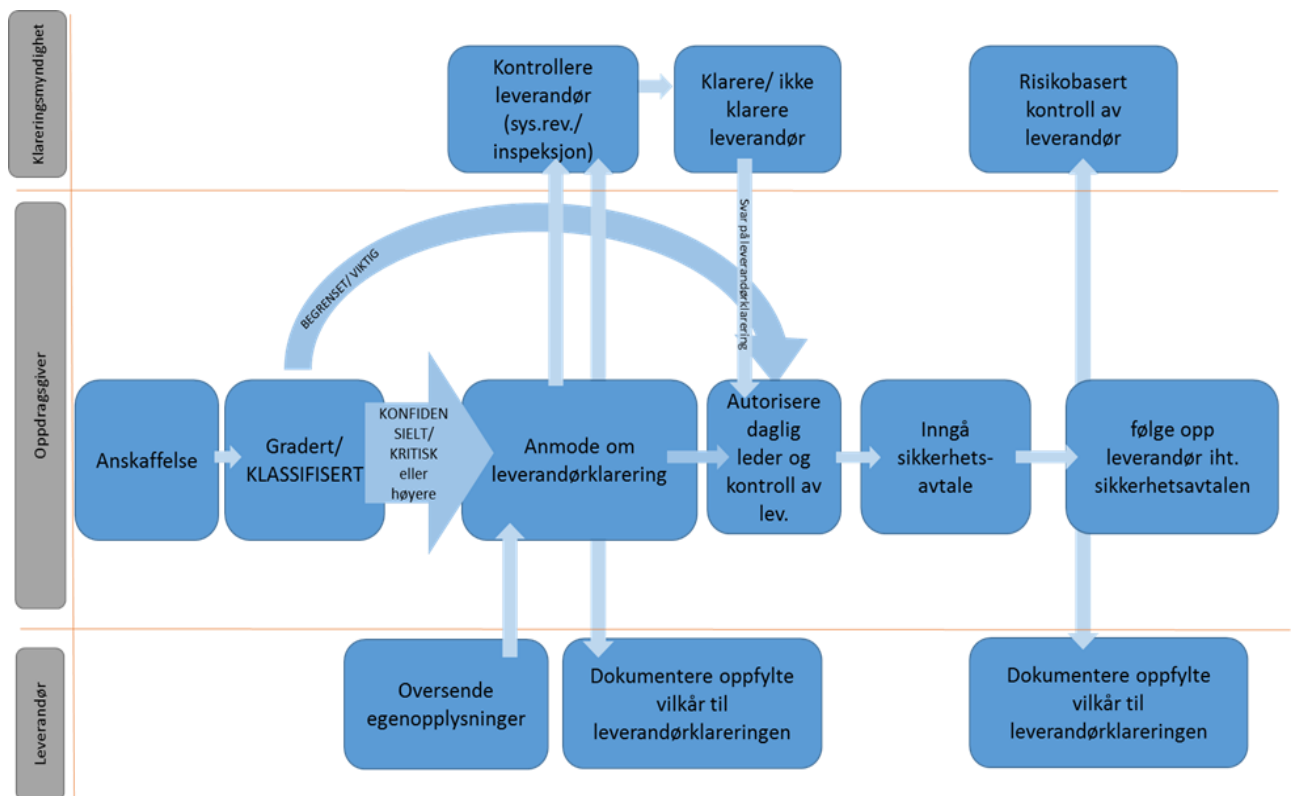 Klareringsmyndighet
Kontrollere
leverandør
(sys.rev./
inspeksjon)
Klarere/ ikke
klarere
leverandør
Risikobasert
kontroll av
leverandør
Oppdragsgiver
BEGRENSET/ VIKTIG
Svar på leverandørklarering
Anskaffelse
Gradert/
KLASSIFISERT
KONFIDEN
SIELT/
KRITISK
eller
høyere
Anmode om
leverandørklarering
Autorisere
daglig
leder og
kontroll av
lev.
Inngå
sikkerhets-
avtale
følge opp
leverandør iht.
sikkerhetsavtalen
Leverandør
Oversende
egenopplysninger
Dokumentere oppfylte
vilkår til
leverandørklareringen
Dokumentere oppfylte
vilkår til
leverandørklareringen